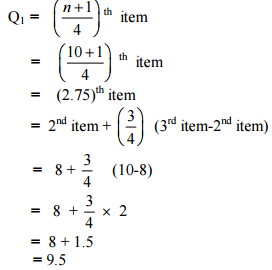 Q₁ = (n+1/4)ᵗʰ item
= (10+1/4) ᵗʰ item
= (2.75)ᵗʰ item
= 2ⁿᵈ item + (3/4) (3ʳᵈ item-2ⁿᵈ item)
= 8 + 3/4 (10-8)
= 8 + 3/4 × 2
= 8 + 1.5
= 9.5